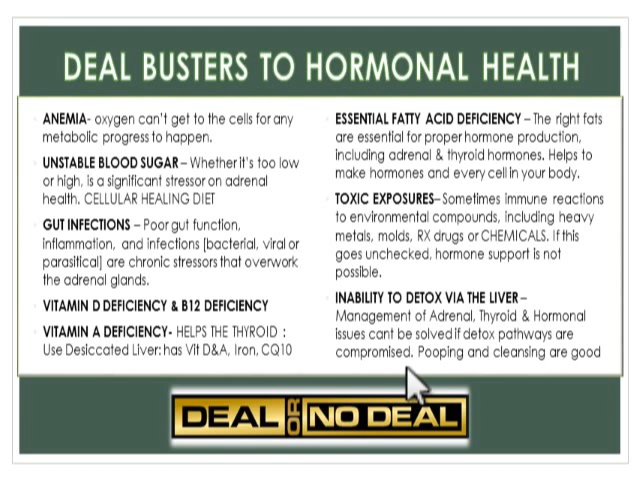 DEAL BUSTERS TO HORMONAL HEALTH
ANEMIA- oxygen can't get to the cells for any
metabolic progress to happen.
UNSTABLE BLOOD SUGAR – Whether it's too low
or high, is a significant stressor on adrenal
health. CELLULAR HEALING DIET
GUT INFECTIONS – Poor gut function,
inflammation, and infections [bacterial, viral or
parasitical] are chronic stressors that overwork
the adrenal glands.
VITAMIN D DEFICIENCY & B12 DEFICIENCY
VITAMIN A DEFICIENCY- HELPS THE THYROID :
Use Desiccated Liver: has Vit D&A, Iron, CQ10
ESSENTIAL FATTY ACID DEFICIENCY – The right fats
are essential for proper hormone production,
including adrenal & thyroid hormones. Helps to
make hormones and every cell in your body.
TOXIC EXPOSURES– Sometimes immune reactions
to environmental compounds, including heavy
metals, molds, RX drugs or CHEMICALS. If this
goes unchecked, hormone support is not
possible.
INABILITY TO DETOX VIA THE LIVER –
Management of Adrenal, Thyroid & Hormonal
issues cant be solved if detox pathways are
compromised. Pooping and cleansing are good
DEAL OR NO DEAL